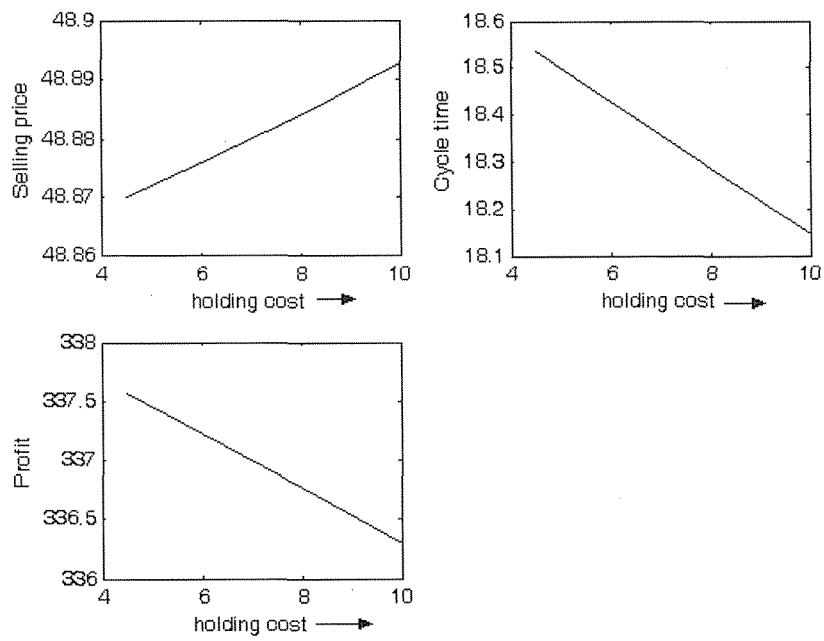 48.9
48.89
48.88
48.87
48.86
Selling price
4 6 8 10
holding cost
18.6
18.5
18.4
18.3
18.2
18.1
Cycle time
4 6 8 10
holding cost
338
337.5
337
336.5
336
Profit
4 6 8 10
holding cost